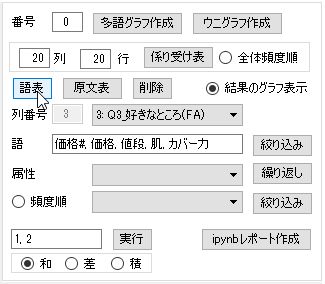 番号 0 多語グラフ作成 ウニグラフ作成
20 列 20 行 係り受け表 全体頻度順
語表 原文表 削除 結果のグラフ表示
列番号 3 3: Q3_好きなところ(FA)
語 価格#, 価格, 値段, 肌, カバー力 絞り込み
属性 繰り返し
頻度順 絞り込み
1, 2 実行 ipynbレポート作成
和 差 積